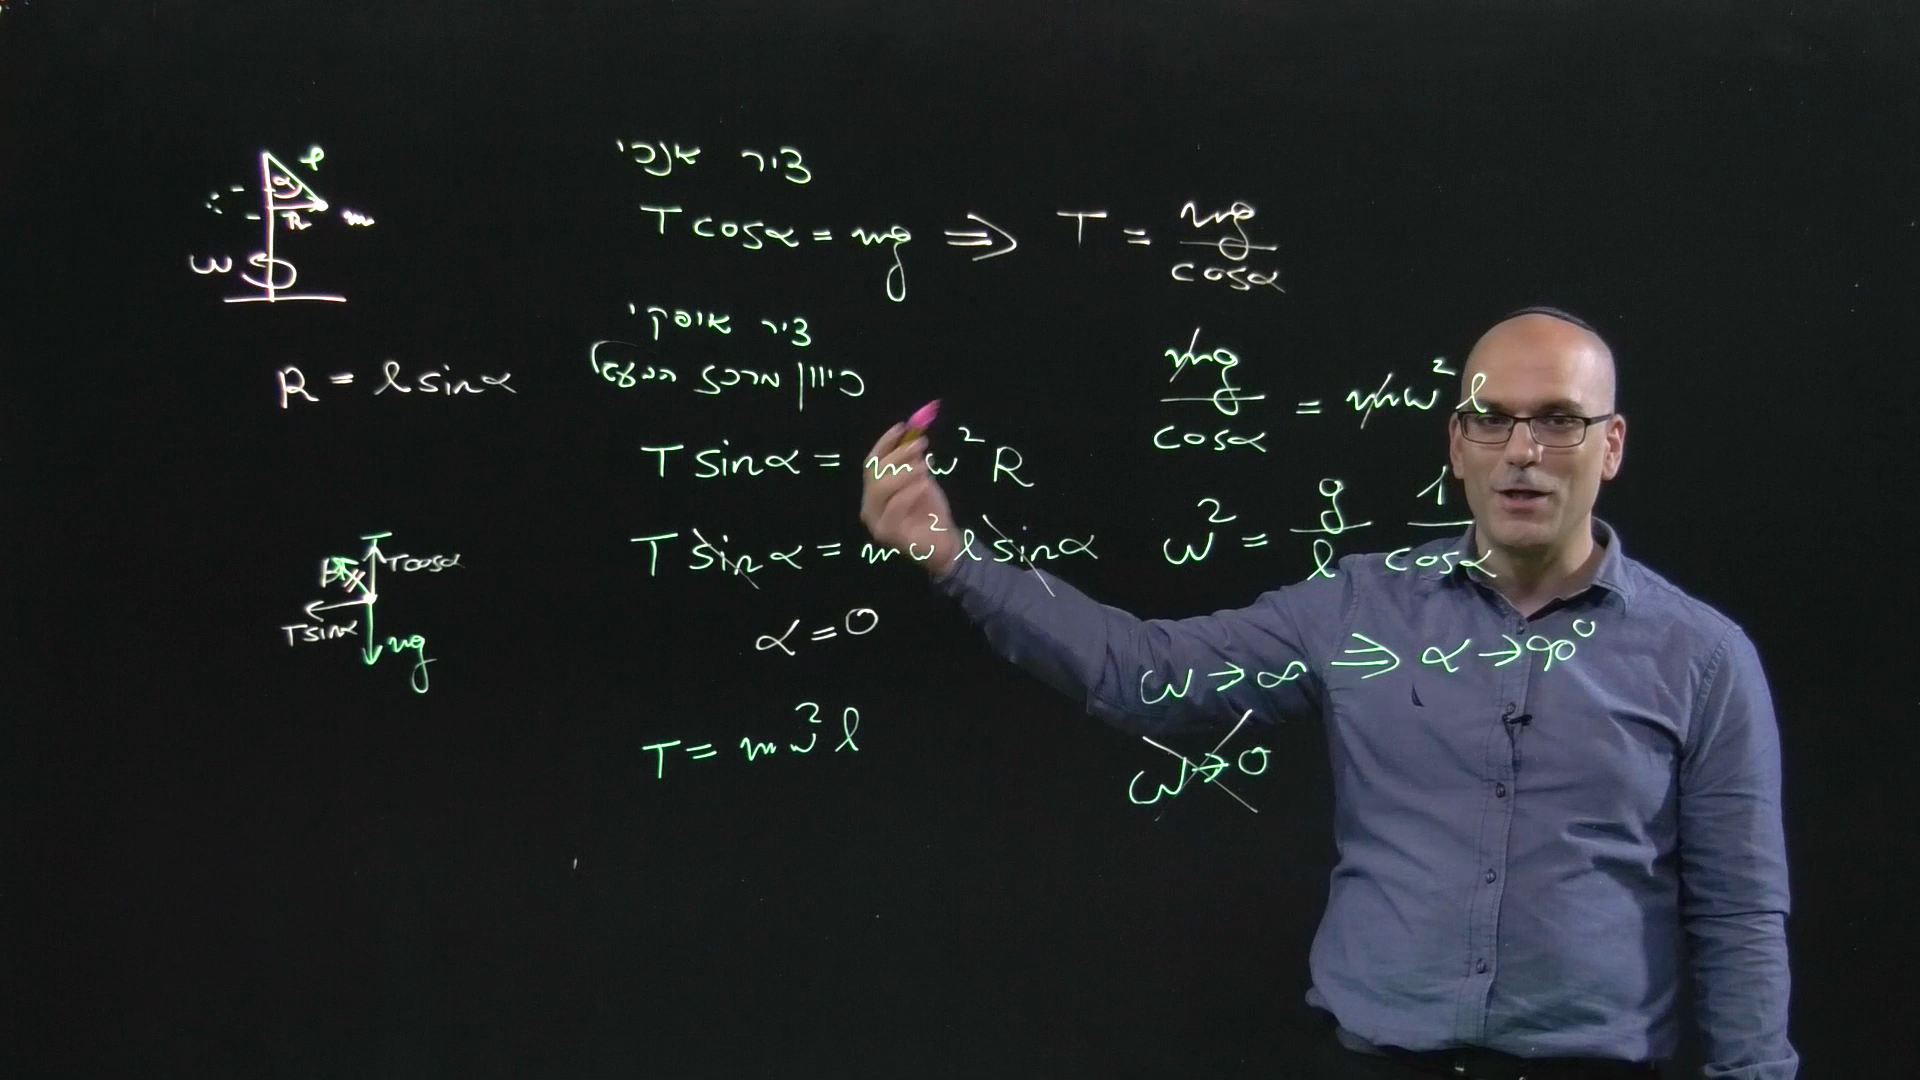 l
α
R m
ω
R = l sinα
T
T cosα
T sinα
mg
ציר אנכי
T cosα = mg ⇒ T = mg/cosα
ציר אופקי
כיוון מרכז המעגל
T sinα = mω²R
T sinα = mω² l sinα
α = 0
T = mω² l
mg/cosα = mω² l
ω² = g/l 1/cosα
ω → ∞ ⇒ α → 90°
ω → 0